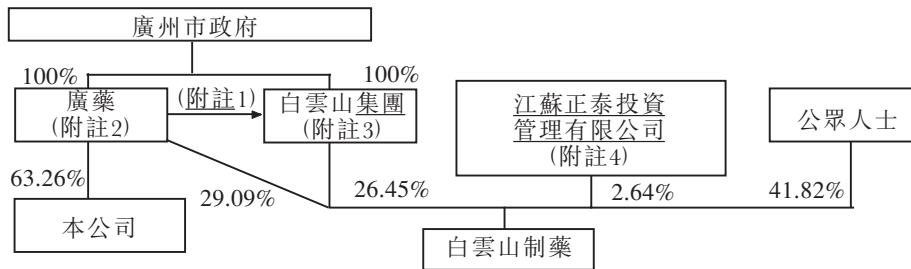 廣州市政府
100%
100%
廣藥
(附註2)
(附註1)
白雲山集團
(附註3)
江蘇正泰投資
管理有限公司
(附註4)
公眾人士
63.26%
29.09%
26.45%
2.64%
41.82%
本公司
白雲山制藥